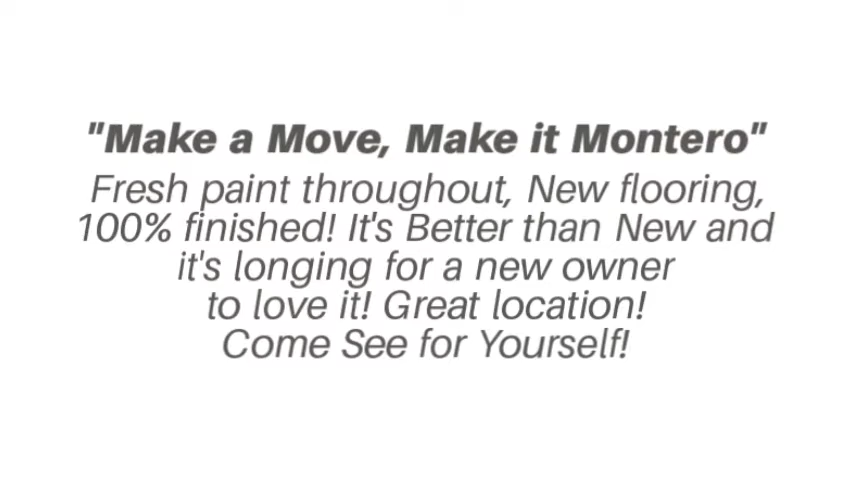 "Make a Move, Make it Montero"
Fresh paint throughout, New flooring,
100% finished! It's Better than New and
it's longing for a new owner
to love it! Great location!
Come See for Yourself!